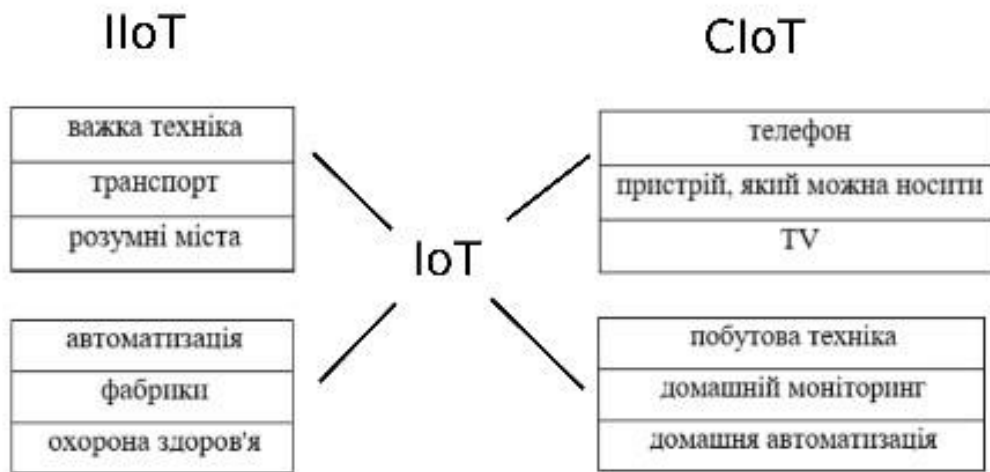 IIoT
CIoT
важка техніка
транспорт
розумні міста
телефон
пристрій, який можна носити
TV
IoT
автоматизація
фабрики
охорона здоров'я
побутова техніка
домашній моніторинг
домашня автоматизація